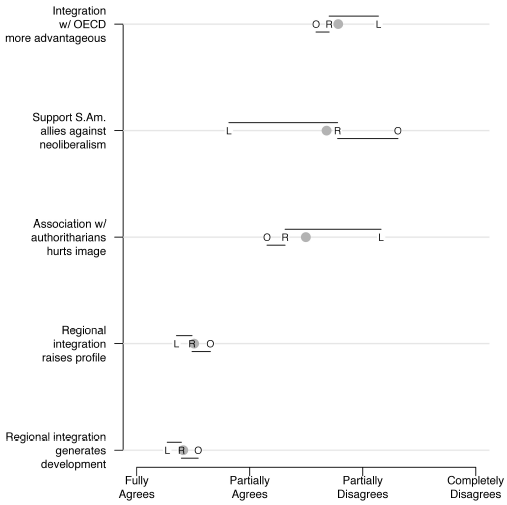 Integration
w/ OECD
more advantageous
O R L
Support S.Am.
allies against
neoliberalism
L R O
Association w/
authoritharians
hurts image
O R L
Regional
integration
raises profile
L R O
Regional integration
generates
development
L R O
Fully
Agrees
Partially
Agrees
Partially
Disagrees
Completely
Disagrees